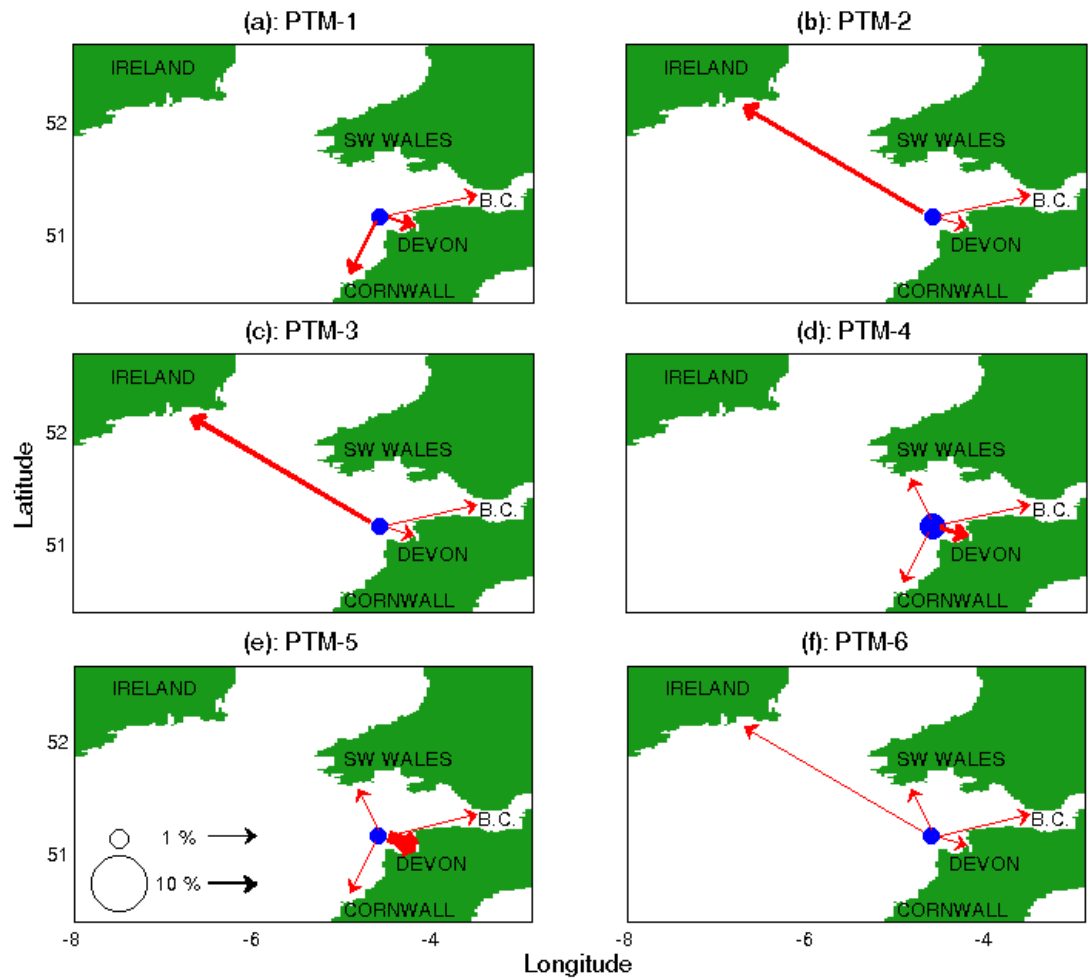 (a): PTM-1
IRELAND
52
SW WALES
B.C.
51
DEVON
CORNWALL
(b): PTM-2
IRELAND
SW WALES
B.C.
DEVON
CORNWALL
(c): PTM-3
IRELAND
52
SW WALES
B.C.
51
DEVON
CORNWALL
Latitude
(d): PTM-4
IRELAND
SW WALES
B.C.
DEVON
CORNWALL
(e): PTM-5
IRELAND
52
SW WALES
B.C.
1 %
51
DEVON
10 %
CORNWALL
-8 -6 -4
(f): PTM-6
IRELAND
SW WALES
B.C.
DEVON
CORNWALL
-8 -6 -4
Longitude